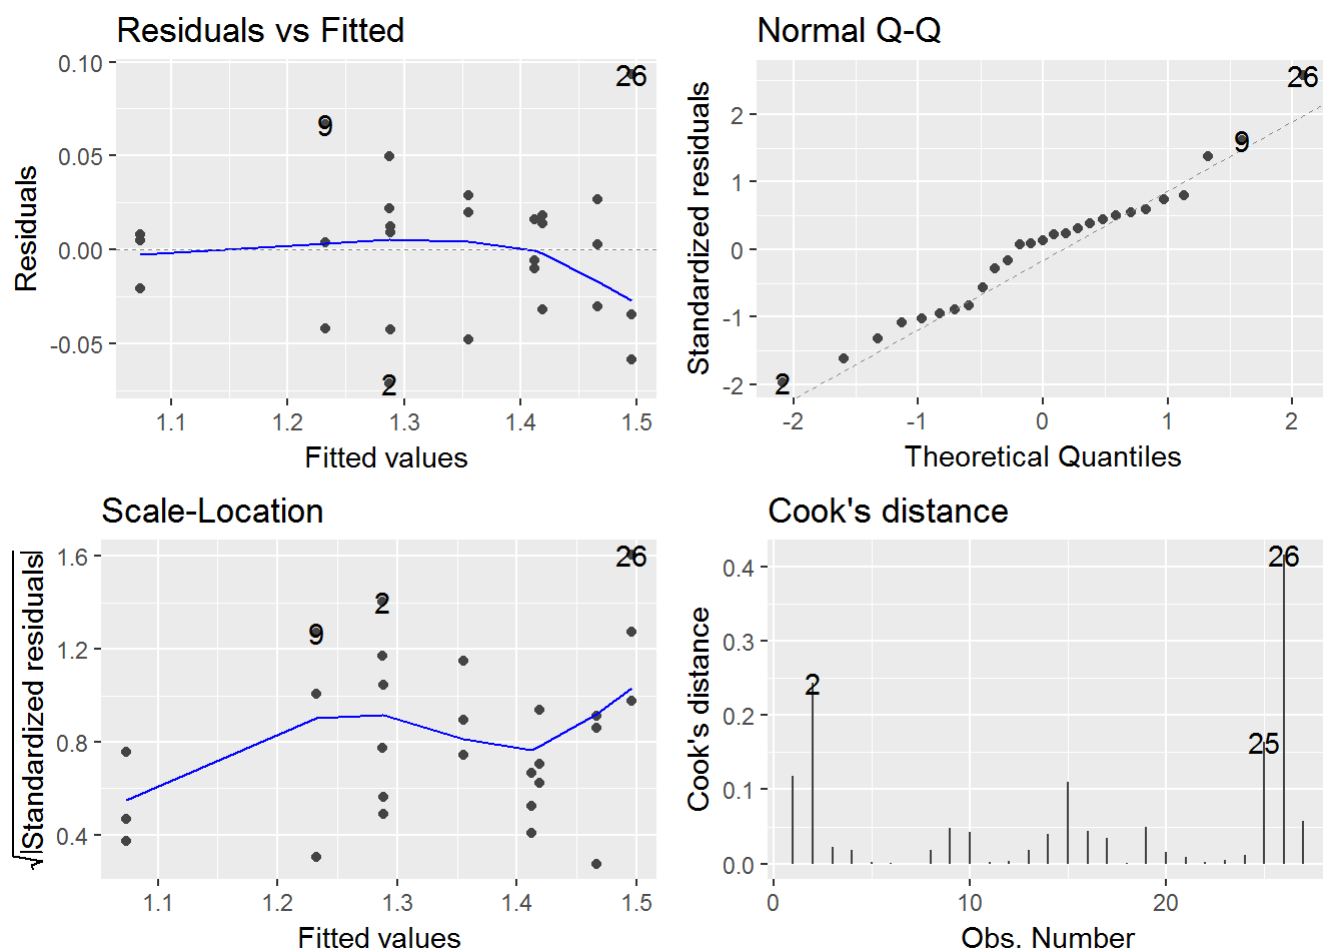 Residuals vs Fitted
0.10
0.05
0.00
-0.05
1.1 1.2 1.3 1.4 1.5
Residuals
Fitted values
26
9
2
Normal Q-Q
2
1
0
-1
-2
-2 -1 0 1 2
Standardized residuals
Theoretical Quantiles
26
9
2
Scale-Location
1.6
1.2
0.8
0.4
1.1 1.2 1.3 1.4 1.5
√|Standardized residuals|
Fitted values
26
2
9
Cook's distance
0.4
0.3
0.2
0.1
0.0
0 10 20
Cook's distance
Obs. Number
26
2
25